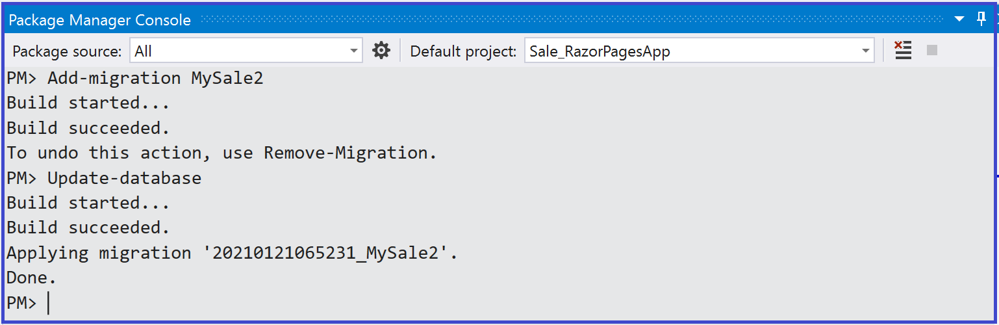 Package Manager Console
Package source: All Default project: Sale_RazorPagesApp
PM> Add-migration MySale2
Build started...
Build succeeded.
To undo this action, use Remove-Migration.
PM> Update-database
Build started...
Build succeeded.
Applying migration '20210121065231_MySale2'.
Done.
PM>